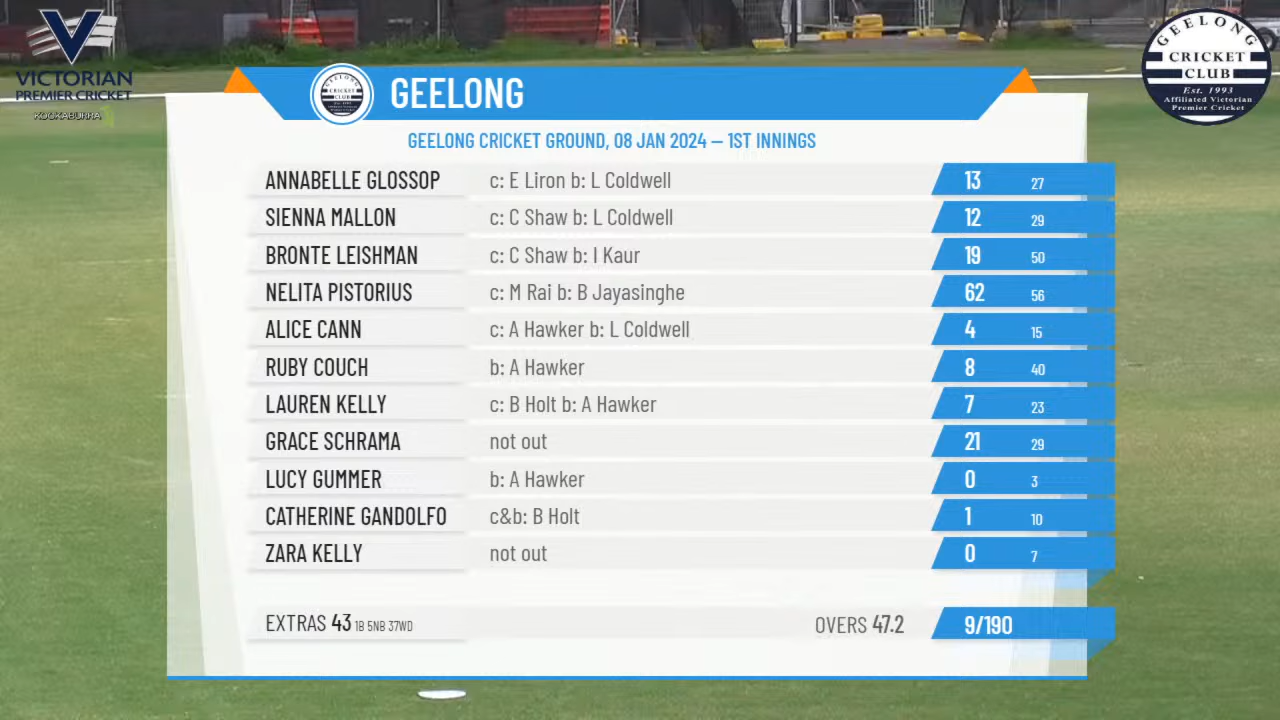 VICTORIAN
PREMIER CRICKET
KOOKABURRA
GEELONG
CRICKET
CLUB
Est. 1993
Affiliated Victorian
Premier Cricket
GEELONG
GEELONG CRICKET GROUND, 08 JAN 2024 – 1ST INNINGS
ANNABELLE GLOSSOP c: E Liron b: L Coldwell 13 27
SIENNA MALLON c: C Shaw b: L Coldwell 12 29
BRONTE LEISHMAN c: C Shaw b: I Kaur 19 50
NELITA PISTORIUS c: M Rai b: B Jayasinghe 62 56
ALICE CANN c: A Hawker b: L Coldwell 4 15
RUBY COUCH b: A Hawker 8 40
LAUREN KELLY c: B Holt b: A Hawker 7 23
GRACE SCHRAMA not out 21 29
LUCY GUMMER b: A Hawker 0 3
CATHERINE GANDOLFO c&b: B Holt 1 10
ZARA KELLY not out 0 7
EXTRAS 43 1B 5NB 37WD OVERS 47.2 9/190